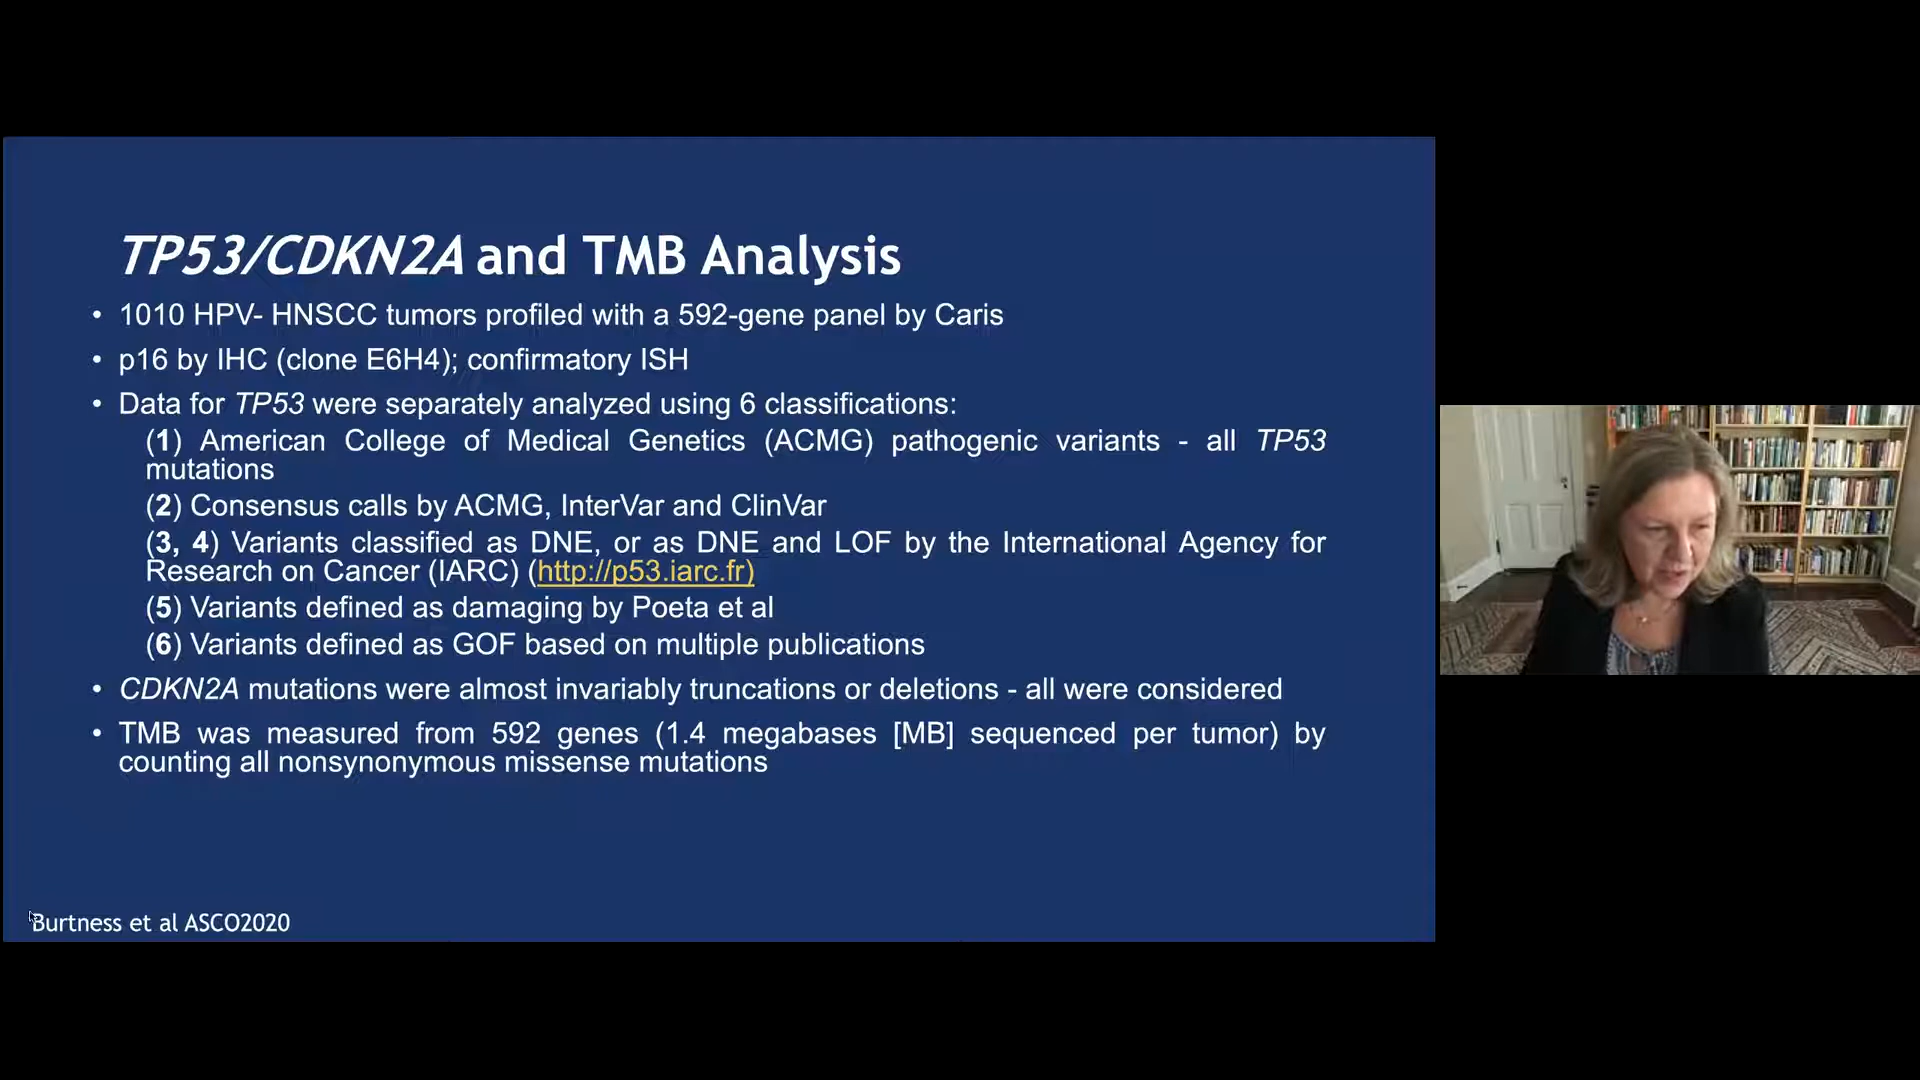 TP53/CDKN2A and TMB Analysis
• 1010 HPV- HNSCC tumors profiled with a 592-gene panel by Caris
• p16 by IHC (clone E6H4); confirmatory ISH
• Data for TP53 were separately analyzed using 6 classifications:
(1) American College of Medical Genetics (ACMG) pathogenic variants - all TP53
mutations
(2) Consensus calls by ACMG, InterVar and ClinVar
(3, 4) Variants classified as DNE, or as DNE and LOF by the International Agency for
Research on Cancer (IARC) (http://p53.iarc.fr)
(5) Variants defined as damaging by Poeta et al
(6) Variants defined as GOF based on multiple publications
• CDKN2A mutations were almost invariably truncations or deletions - all were considered
• TMB was measured from 592 genes (1.4 megabases [MB] sequenced per tumor) by
counting all nonsynonymous missense mutations
Burtness et al ASCO2020